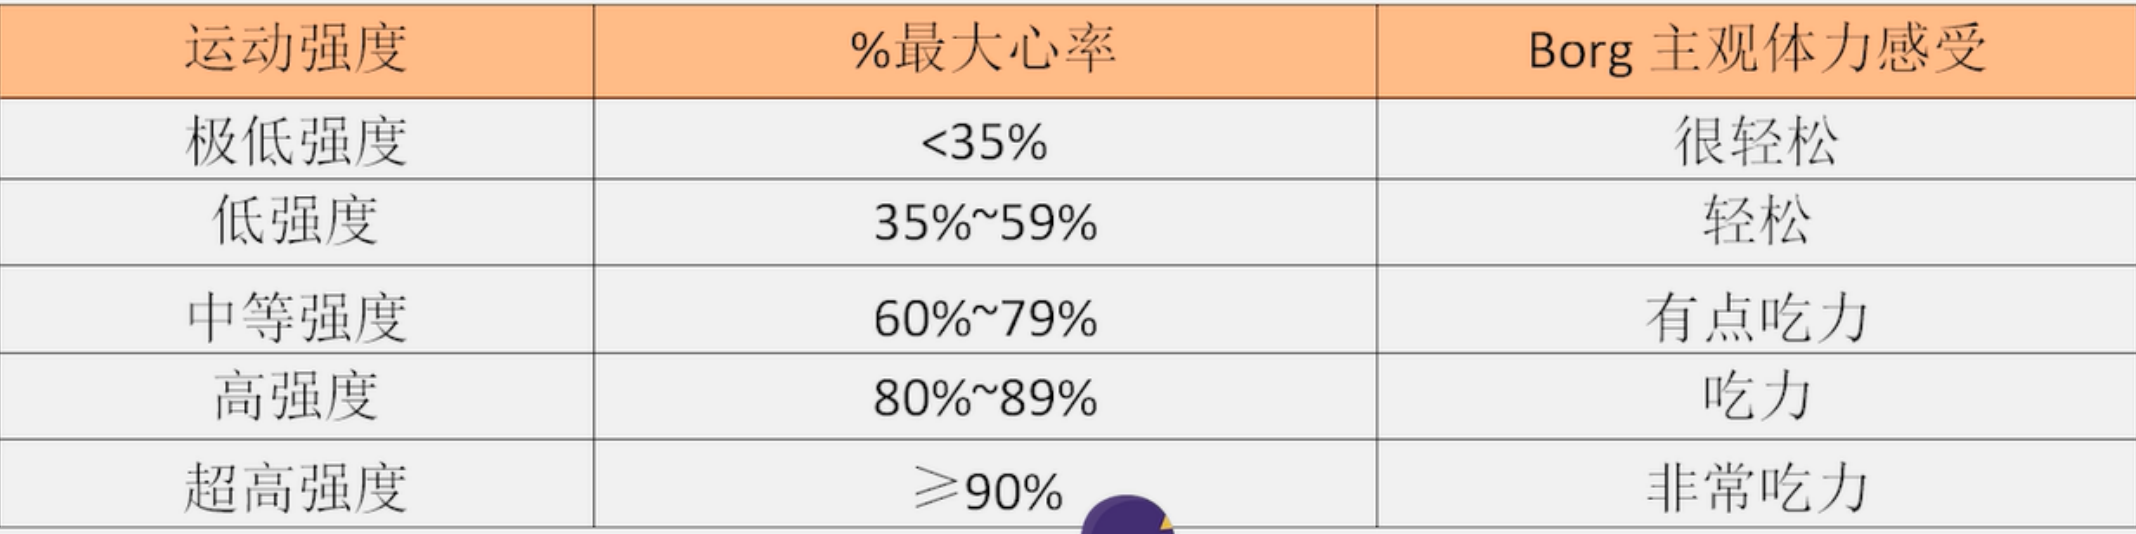 运动强度 %最大心率 Borg 主观体力感受
极低强度 <35% 很轻松
低强度 35%~59% 轻松
中等强度 60%~79% 有点吃力
高强度 80%~89% 吃力
超高强度 ≥90% 非常吃力